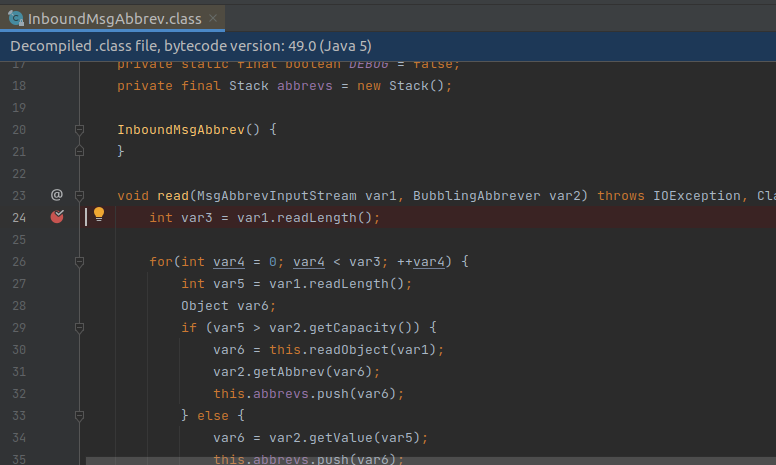 InboundMsgAbbrev.class
Decompiled .class file, bytecode version: 49.0 (Java 5)
17 private static final boolean DEBUG = false;
18 private final Stack abbrevs = new Stack();
19
20 InboundMsgAbbrev() {
21 }
22
23 @ void read(MsgAbbrevInputStream var1, BubblingAbbrever var2) throws IOException, Cla
24 int var3 = var1.readLength();
25
26 for(int var4 = 0; var4 < var3; ++var4) {
27 int var5 = var1.readLength();
28 Object var6;
29 if (var5 > var2.getCapacity()) {
30 var6 = this.readObject(var1);
31 var2.getAbbrev(var6);
32 this.abbrevs.push(var6);
33 } else {
34 var6 = var2.getValue(var5);
35 this.abbrevs.push(var6);